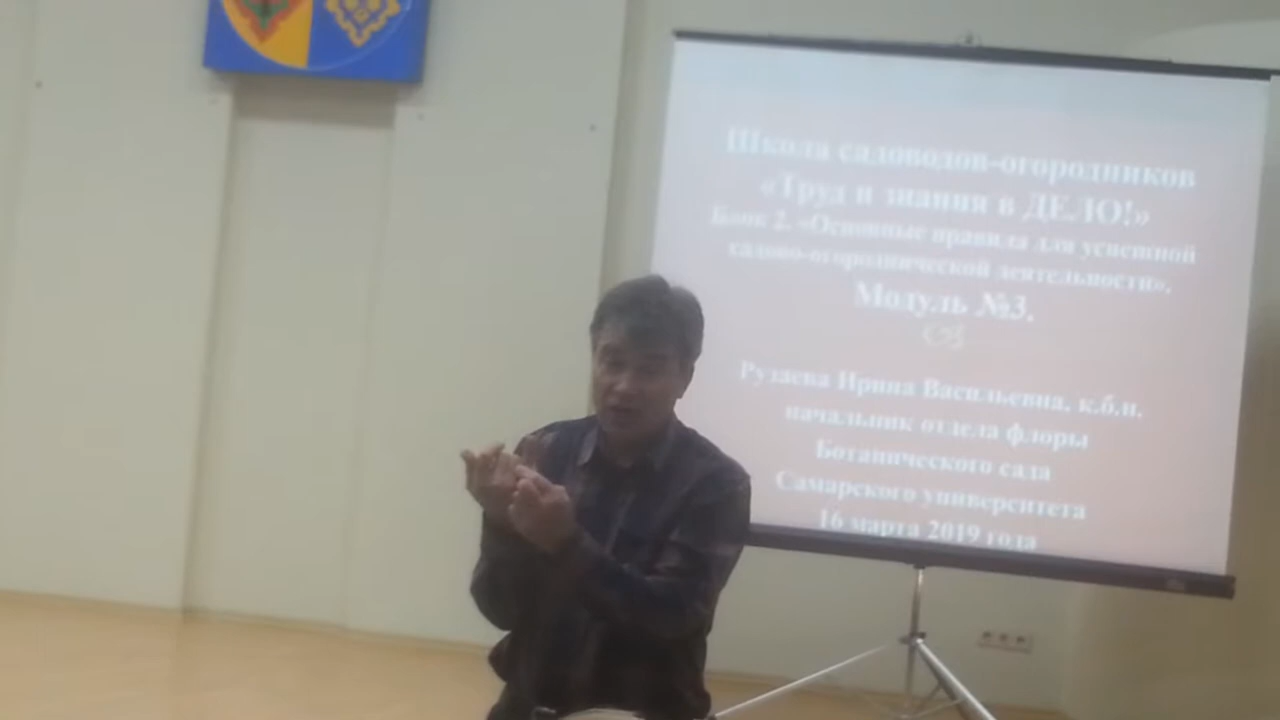 Школа садоводов-огородников
«Труд и знания в ДЕЛО!»
Блок 2. «Основные правила для успешной
садово-огороднической деятельности».
Модуль №3.
Рузаева Ирина Васильевна, к.б.н.
начальник отдела флоры
Ботанического сада
Самарского университета
16 марта 2019 года